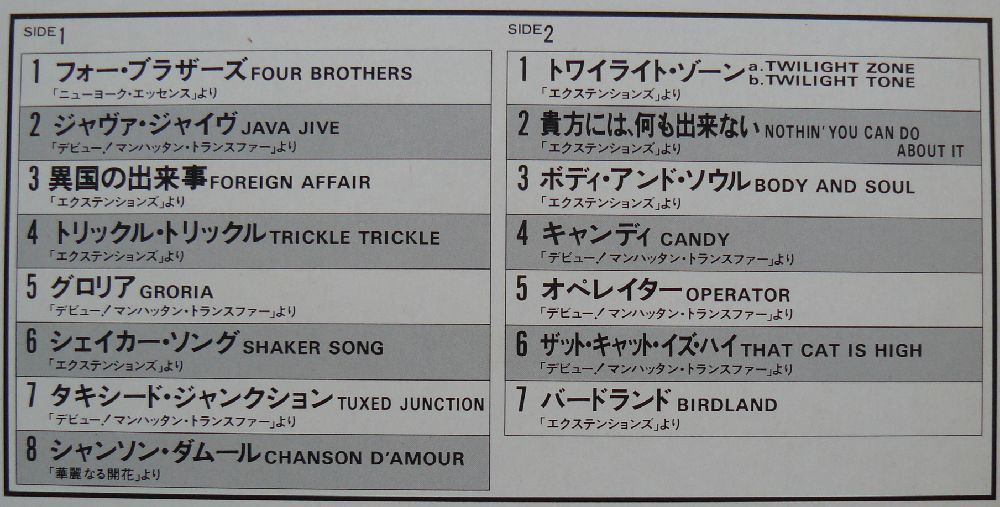 SIDE 1
1 フォー・ブラザーズ FOUR BROTHERS
「ニューヨーク・エッセンス」より
2 ジャヴァ・ジャイヴ JAVA JIVE
「デビュー!マンハッタン・トランスファー」より
3 異国の出来事 FOREIGN AFFAIR
「エクステンションズ」より
4 トリックル・トリックル TRICKLE TRICKLE
「エクステンションズ」より
5 グロリア GRORIA
「デビュー!マンハッタン・トランスファー」より
6 シェイカー・ソング SHAKER SONG
「エクステンションズ」より
7 タキシード・ジャンクション TUXED JUNCTION
「デビュー!マンハッタン・トランスファー」より
8 シャンソン・ダムール CHANSON D'AMOUR
「華麗なる開花」より
SIDE 2
1 トワイライト・ゾーン a.TWILIGHT ZONE
b.TWILIGHT TONE
「エクステンションズ」より
2 貴方には、何も出来ない NOTHIN' YOU CAN DO
ABOUT IT
「エクステンションズ」より
3 ボディ・アンド・ソウル BODY AND SOUL
「エクステンションズ」より
4 キャンディ CANDY
「デビュー!マンハッタン・トランスファー」より
5 オペレイター OPERATOR
「デビュー!マンハッタン・トランスファー」より
6 ザット・キャット・イズ・ハイ THAT CAT IS HIGH
「デビュー!マンハッタン・トランスファー」より
7 バードランド BIRDLAND
「エクステンションズ」より